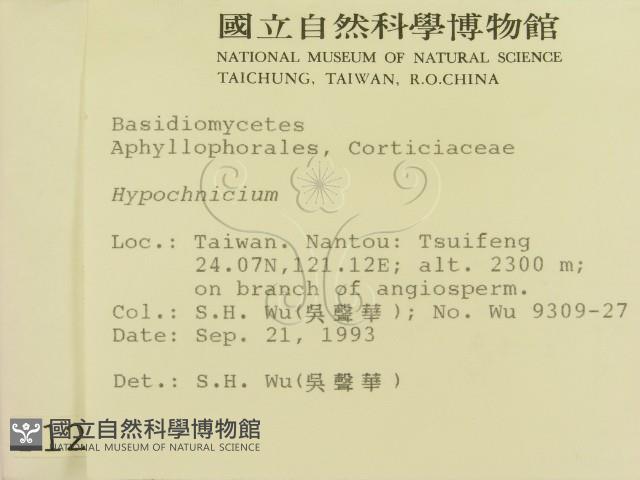 國立自然科學博物館
NATIONAL MUSEUM OF NATURAL SCIENCE
TAICHUNG, TAIWAN, R.O.CHINA
Basidiomycetes
Aphyllophorales, Corticiaceae
Hypochnicium
Loc.: Taiwan. Nantou: Tsuifeng
24.07N,121.12E; alt. 2300 m;
on branch of angiosperm.
Col.: S.H. Wu(吳聲華); No. Wu 9309-27
Date: Sep. 21, 1993
Det.: S.H. Wu(吳聲華)
12
國立自然科學博物館
NATIONAL MUSEUM OF NATURAL SCIENCE